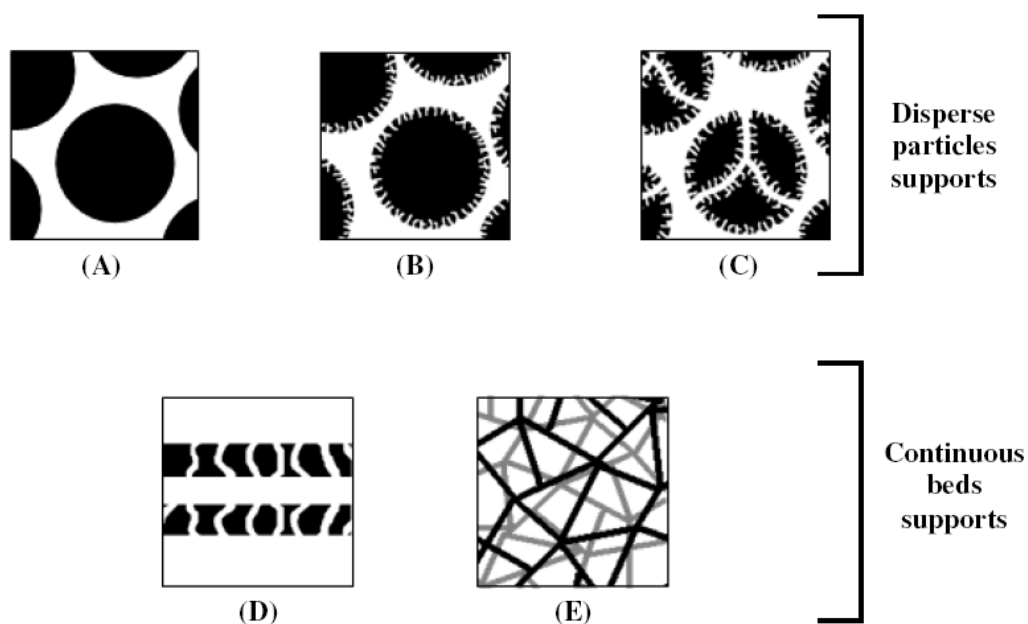 Disperse
particles
supports
(A)
(B)
(C)
Continuous
beds
supports
(D)
(E)